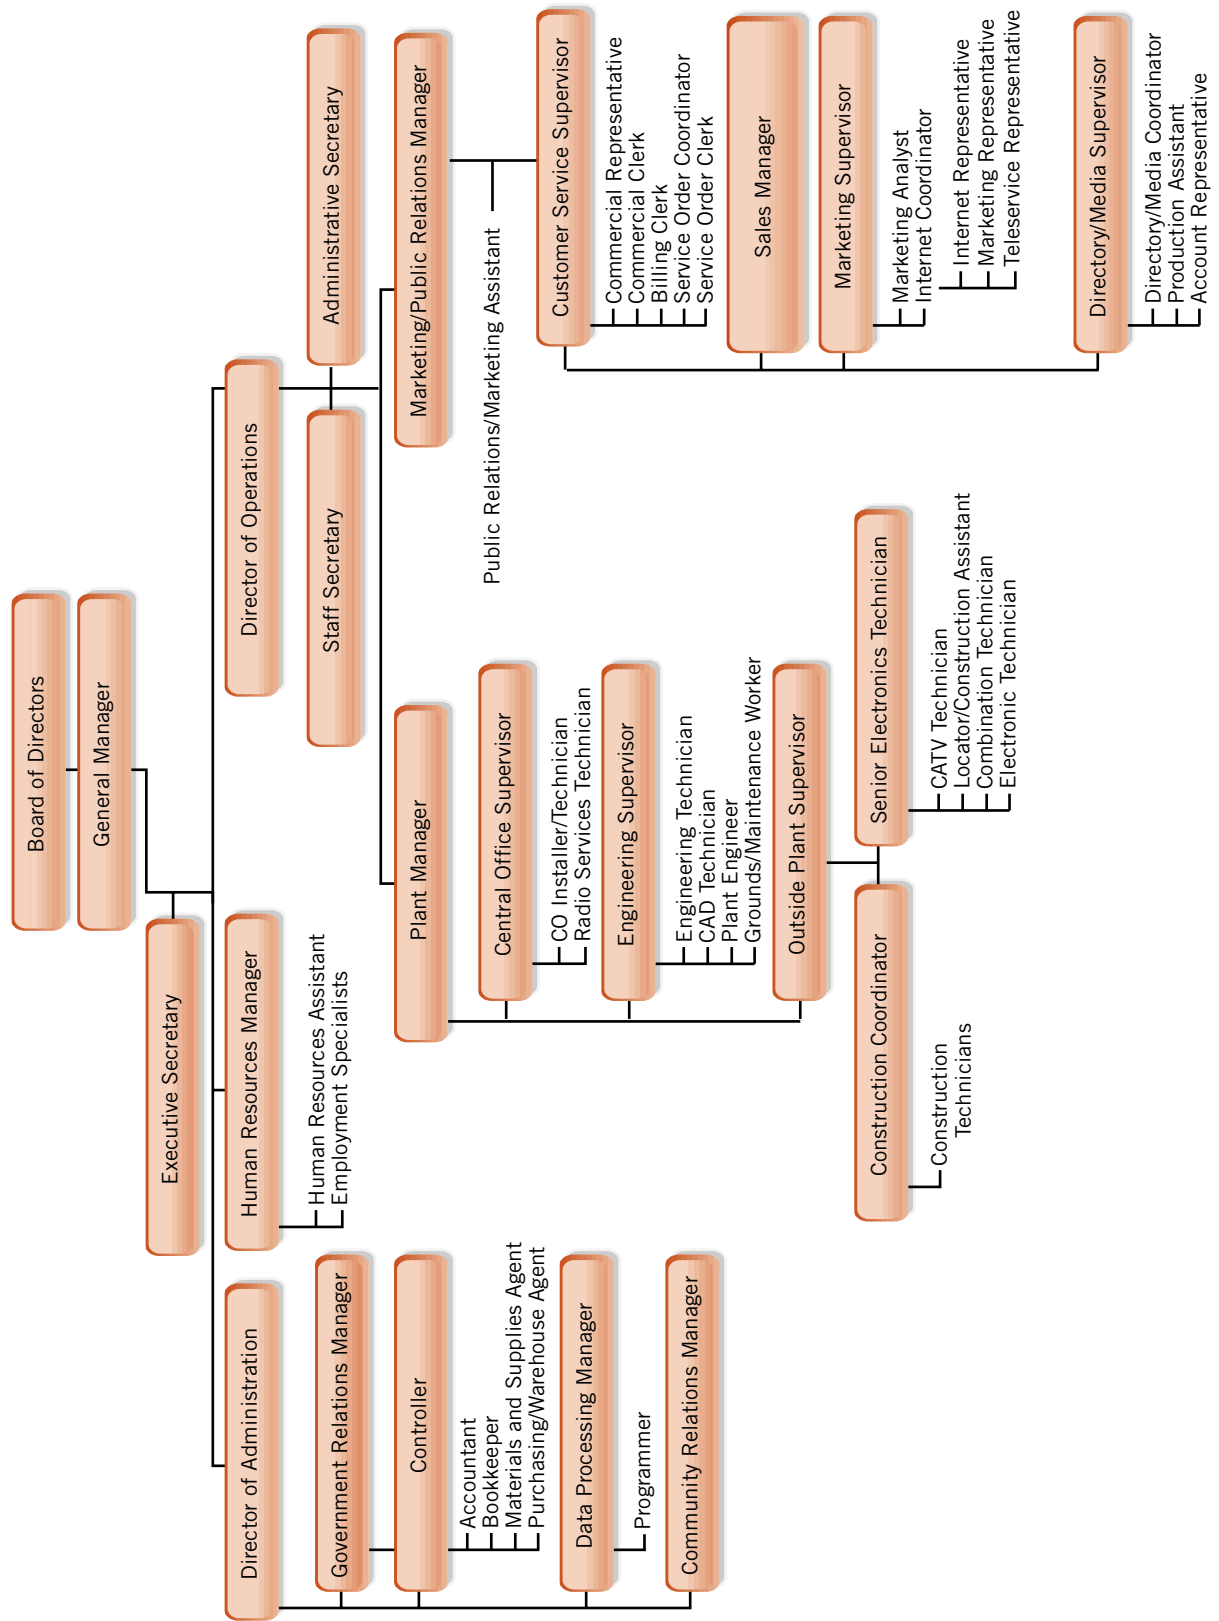 Board of Directors
General Manager
Executive Secretary
Director of Administration
Human Resources Manager
Director of Operations
Human Resources Assistant
Employment Specialists
Staff Secretary
Administrative Secretary
Government Relations Manager
Controller
Accountant
Bookkeeper
Materials and Supplies Agent
Purchasing/Warehouse Agent
Data Processing Manager
Programmer
Community Relations Manager
Plant Manager
Central Office Supervisor
CO Installer/Technician
Radio Services Technician
Engineering Supervisor
Engineering Technician
CAD Technician
Plant Engineer
Grounds/Maintenance Worker
Outside Plant Supervisor
Construction Coordinator
Construction
Technicians
Senior Electronics Technician
CATV Technician
Locator/Construction Assistant
Combination Technician
Electronic Technician
Marketing/Public Relations Manager
Public Relations/Marketing Assistant
Customer Service Supervisor
Commercial Representative
Commercial Clerk
Billing Clerk
Service Order Coordinator
Service Order Clerk
Sales Manager
Marketing Supervisor
Marketing Analyst
Internet Coordinator
Internet Representative
Marketing Representative
Teleservice Representative
Directory/Media Supervisor
Directory/Media Coordinator
Production Assistant
Account Representative